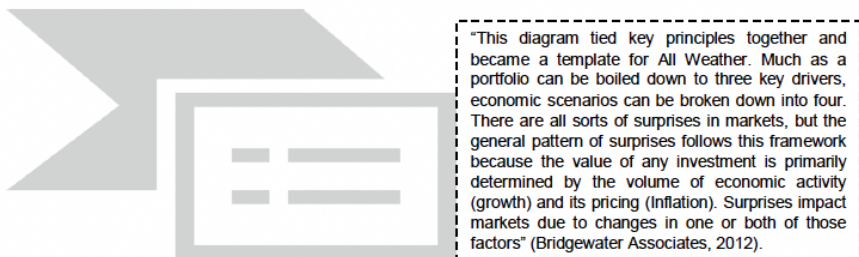 “This diagram tied key principles together and
became a template for All Weather. Much as a
portfolio can be boiled down to three key drivers,
economic scenarios can be broken down into four.
There are all sorts of surprises in markets, but the
general pattern of surprises follows this framework
because the value of any investment is primarily
determined by the volume of economic activity
(growth) and its pricing (Inflation). Surprises impact
markets due to changes in one or both of those
factors” (Bridgewater Associates, 2012).